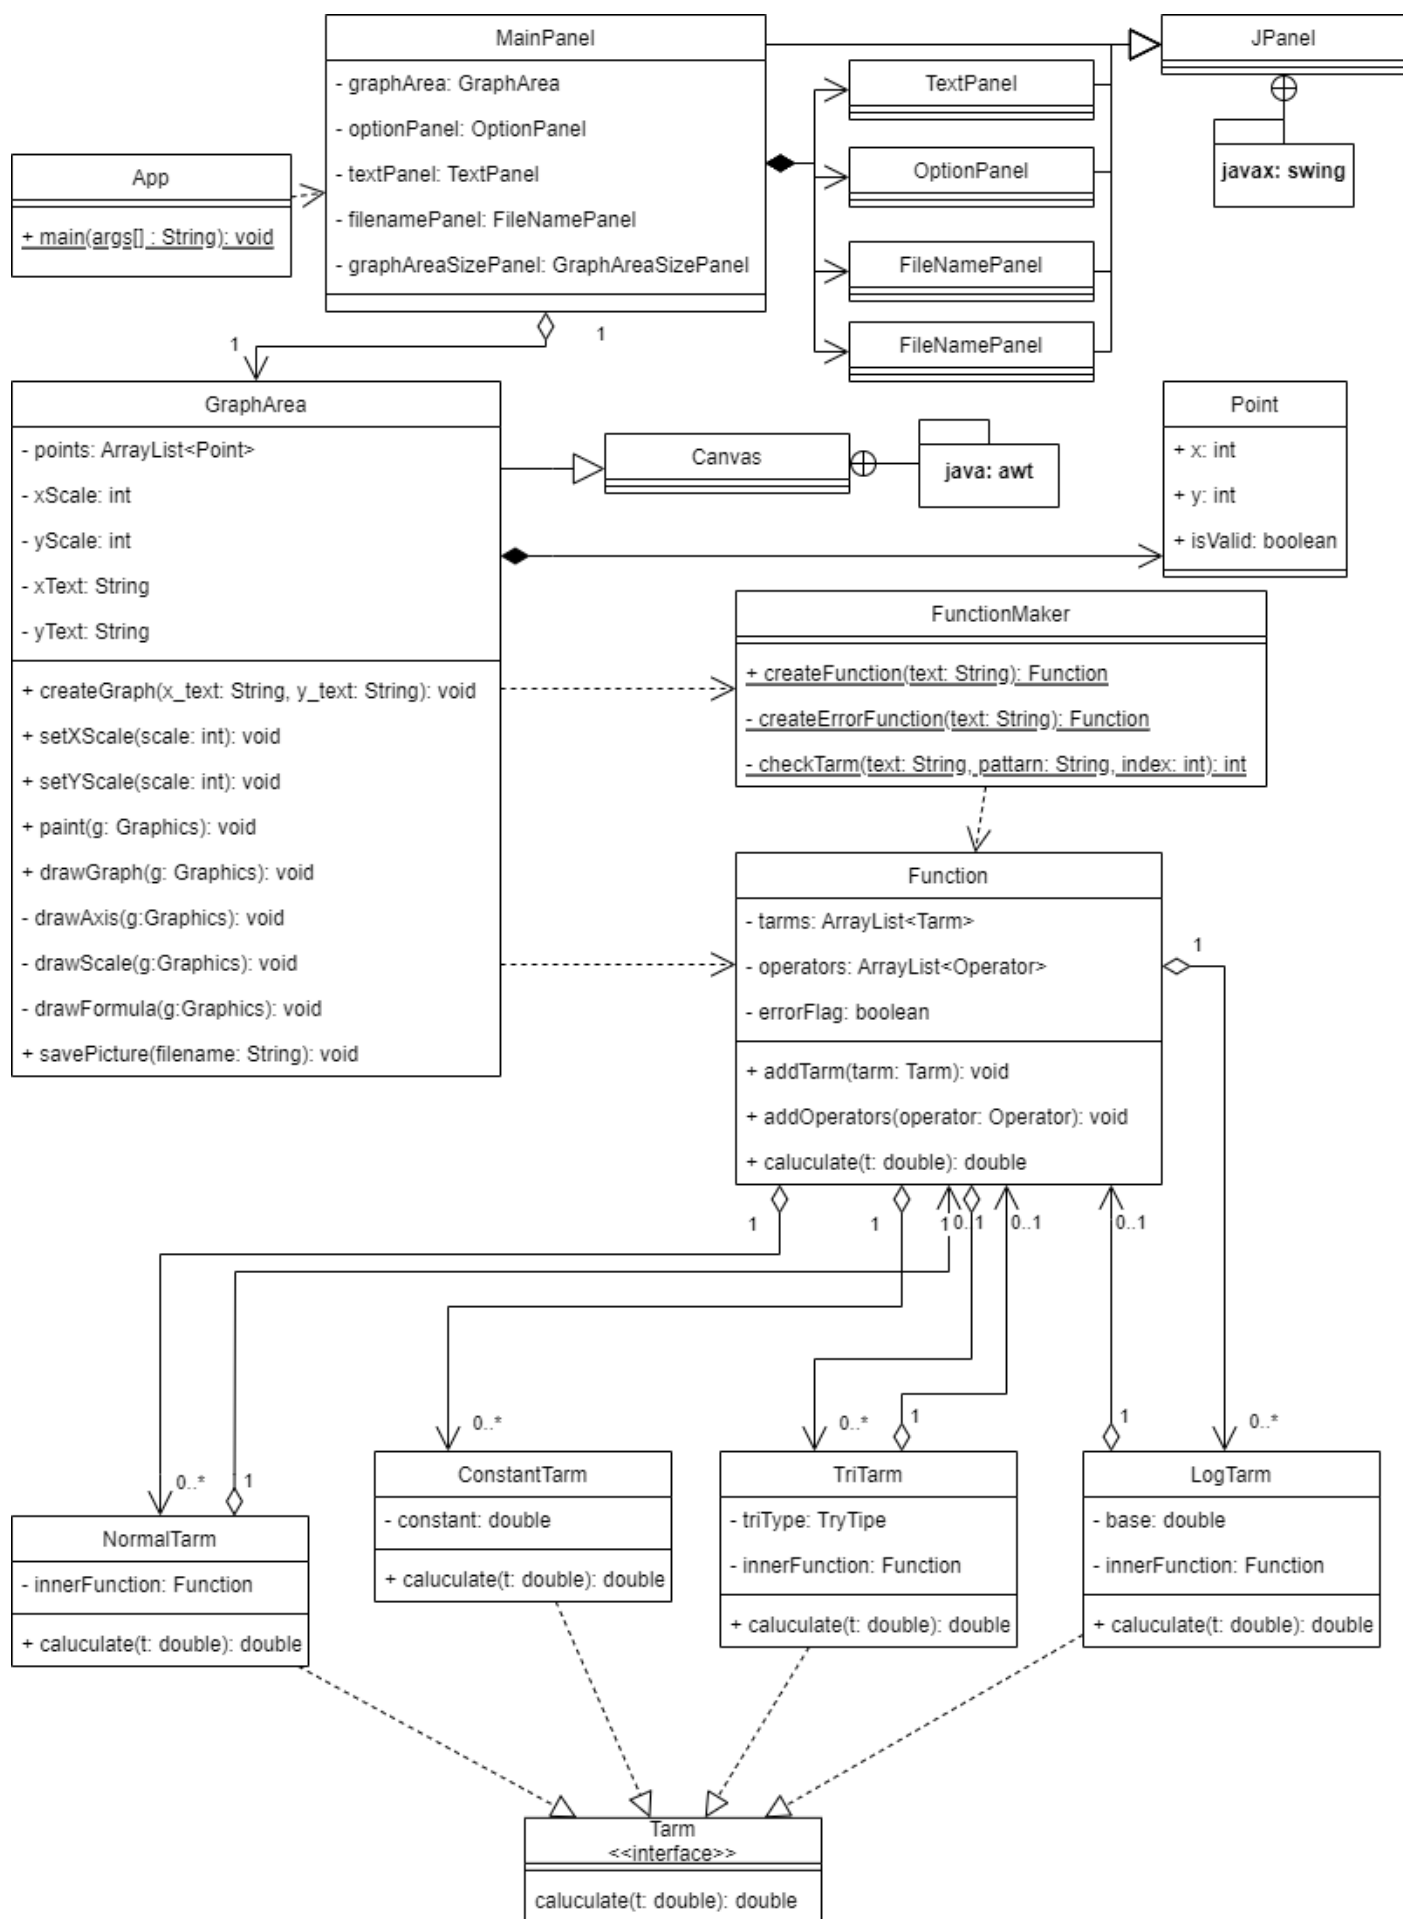 MainPanel
- graphArea: GraphArea
- optionPanel: OptionPanel
- textPanel: TextPanel
- filenamePanel: FileNamePanel
- graphAreaSizePanel: GraphAreaSizePanel
JPanel
javax: swing
TextPanel
OptionPanel
FileNamePanel
FileNamePanel
App
+ main(args[] : String): void
1
1
GraphArea
- points: ArrayList<Point>
- xScale: int
- yScale: int
- xText: String
- yText: String
+ createGraph(x_text: String, y_text: String): void
+ setXScale(scale: int): void
+ setYScale(scale: int): void
+ paint(g: Graphics): void
+ drawGraph(g: Graphics): void
- drawAxis(g:Graphics): void
- drawScale(g:Graphics): void
- drawFormula(g:Graphics): void
+ savePicture(filename: String): void
Canvas
java: awt
Point
+ x: int
+ y: int
+ isValid: boolean
FunctionMaker
+ createFunction(text: String): Function
- createErrorFunction(text: String): Function
- checkTarm(text: String, pattarn: String, index: int): int
Function
- tarms: ArrayList<Tarm>
- operators: ArrayList<Operator>
- errorFlag: boolean
+ addTarm(tarm: Tarm): void
+ addOperators(operator: Operator): void
+ caluculate(t: double): double
1
1
1
1
0..1
0..1
0..1
0..*
1
0..*
0..*
1
1
0..*
NormalTarm
- innerFunction: Function
+ caluculate(t: double): double
ConstantTarm
- constant: double
+ caluculate(t: double): double
TriTarm
- triType: TryTipe
- innerFunction: Function
+ caluculate(t: double): double
LogTarm
- base: double
- innerFunction: Function
+ caluculate(t: double): double
Tarm
<<interface>>
caluculate(t: double): double